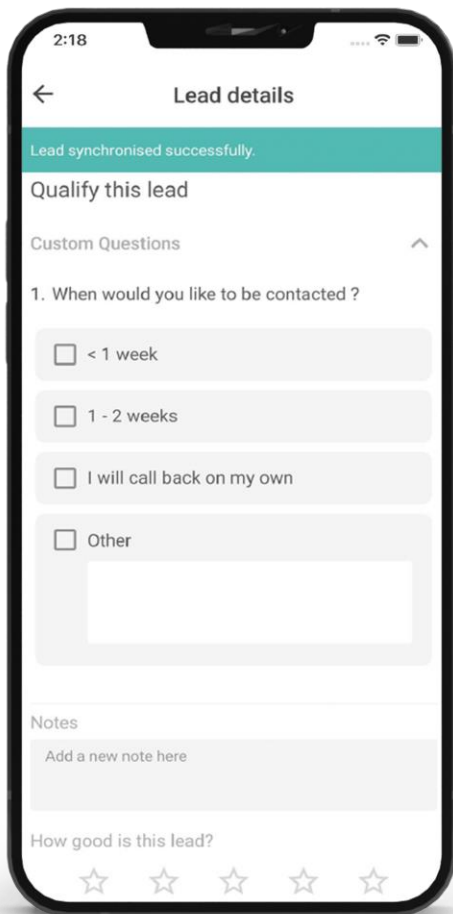 2:18
Lead details
Lead synchronised successfully.
Qualify this lead
Custom Questions
1. When would you like to be contacted ?
< 1 week
1 - 2 weeks
I will call back on my own
Other
Notes
Add a new note here
How good is this lead?